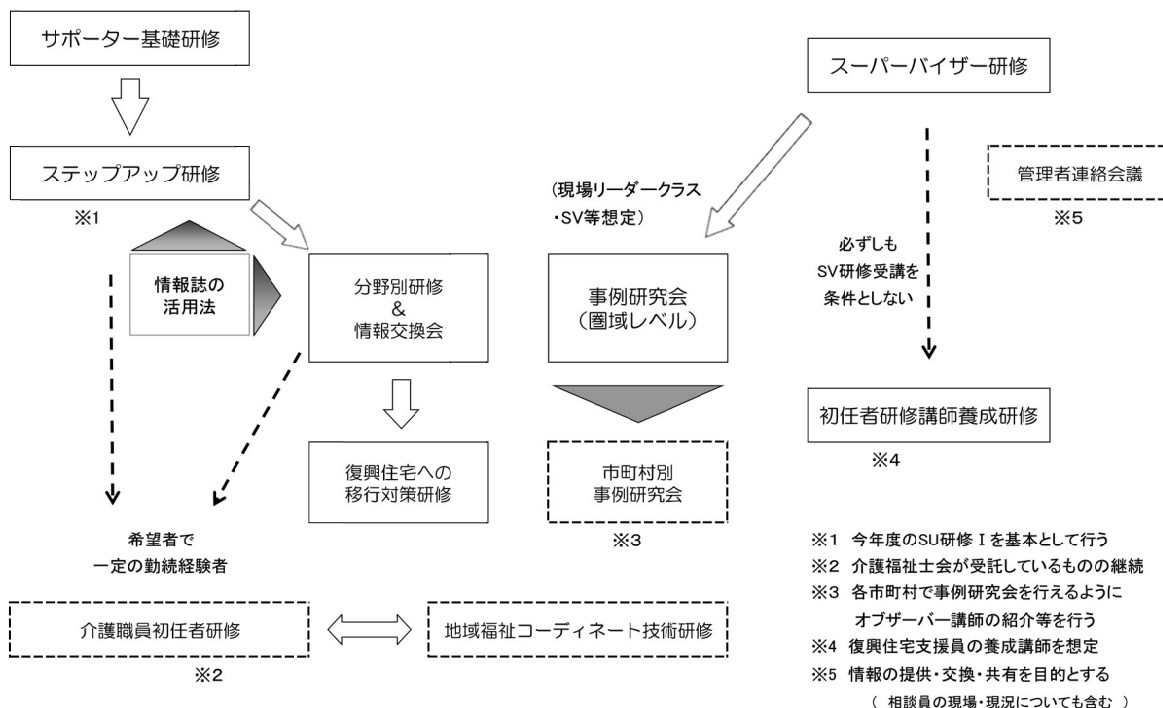 サポーター基礎研修
スーパーバイザー研修
ステップアップ研修
※1
管理者連絡会議
※5
(現場リーダークラス
・SV等想定)
必ずしも
SV研修受講を
条件としない
情報誌の
活用法
分野別研修
&
情報交換会
事例研究会
(圏域レベル)
初任者研修講師養成研修
※4
復興住宅への
移行対策研修
市町村別
事例研究会
※3
希望者で
一定の勤続経験者
介護職員初任者研修
※2
地域福祉コーディネート技術研修
※1 今年度のSU研修Ⅰを基本として行う
※2 介護福祉士会が受託しているものの継続
※3 各市町村で事例研究会を行えるように
オブザーバー講師の紹介等を行う
※4 復興住宅支援員の養成講師を想定
※5 情報の提供・交換・共有を目的とする
( 相談員の現場・現況についても含む )